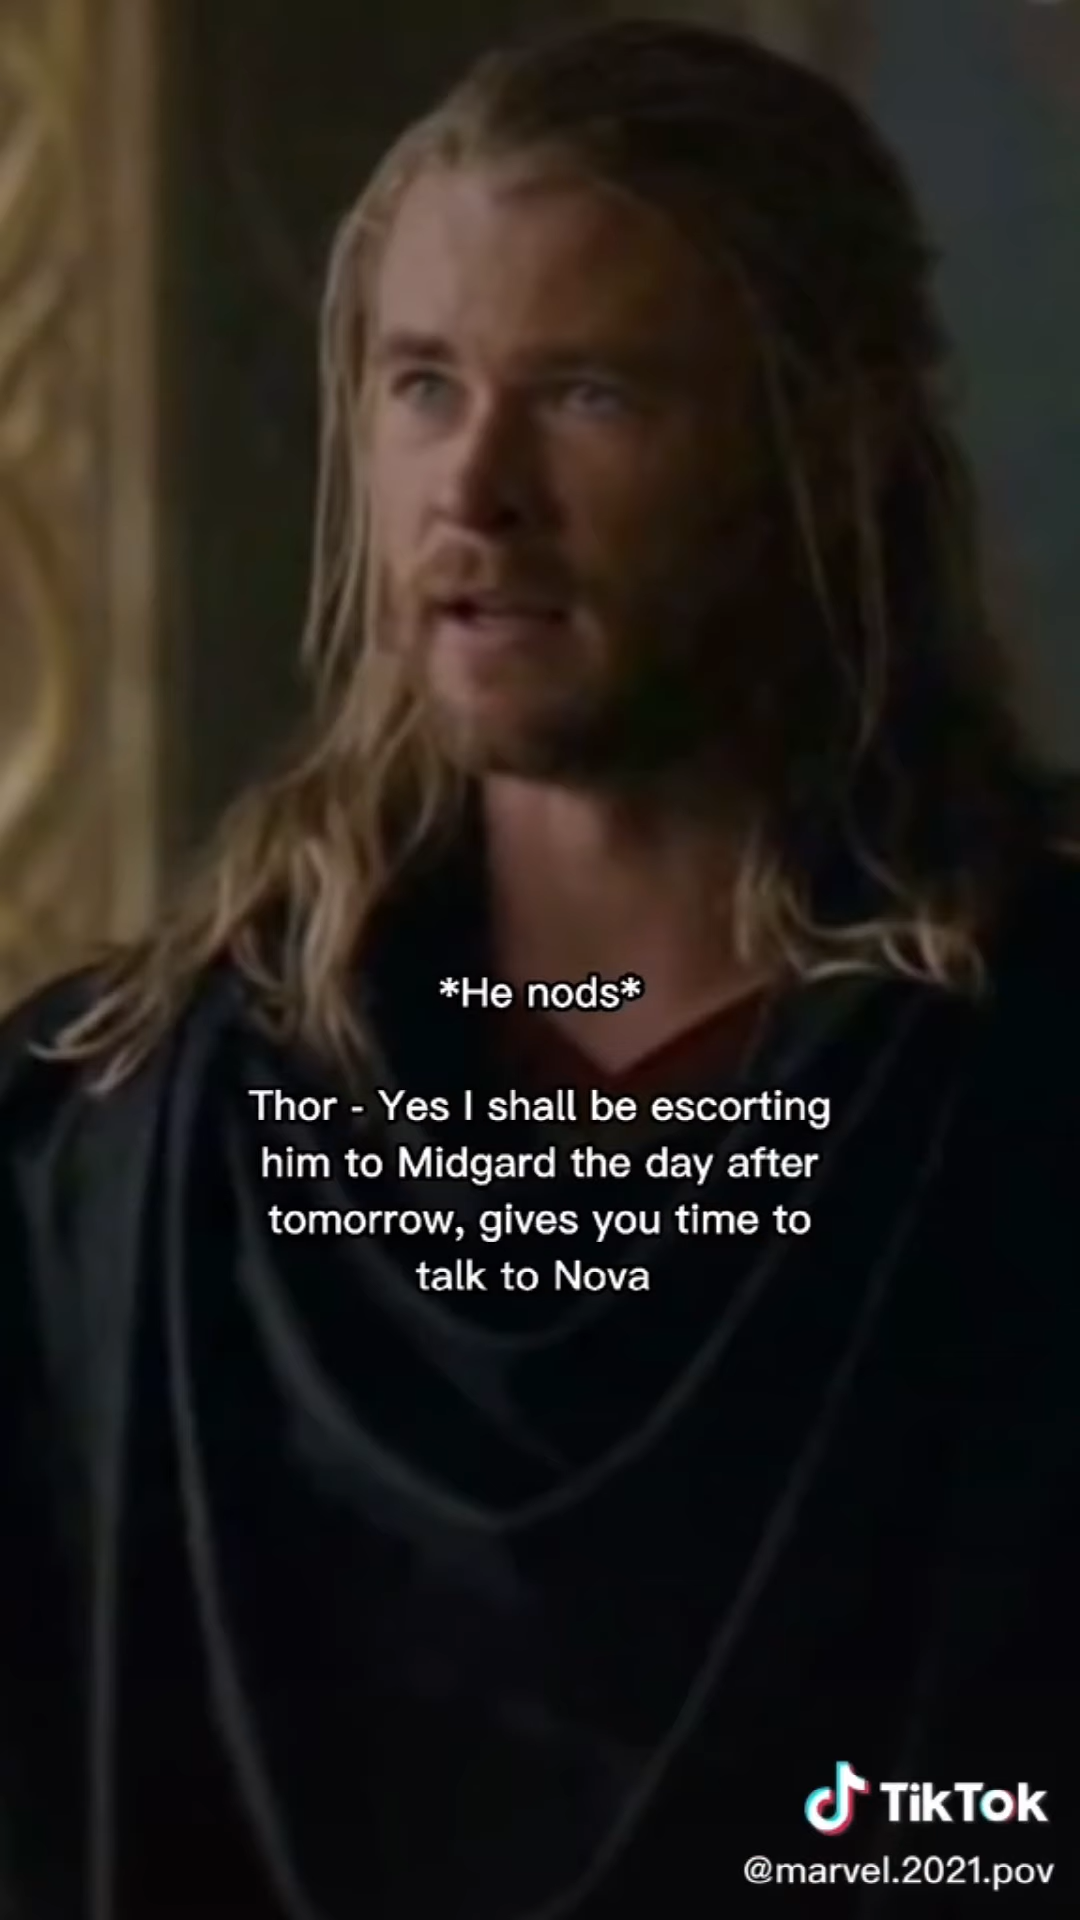 *He nods*
Thor - Yes I shall be escorting
him to Midgard the day after
tomorrow, gives you time to
talk to Nova
TikTok
@marvel.2021.pov